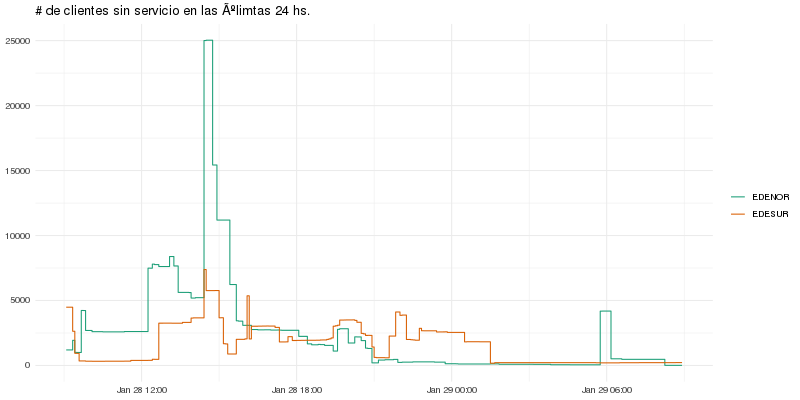 # de clientes sin servicio en las Ãºlimtas 24 hs.
25000
20000
15000
10000
5000
0
Jan 28 12:00
Jan 28 18:00
Jan 29 00:00
Jan 29 06:00
EDENOR
EDESUR